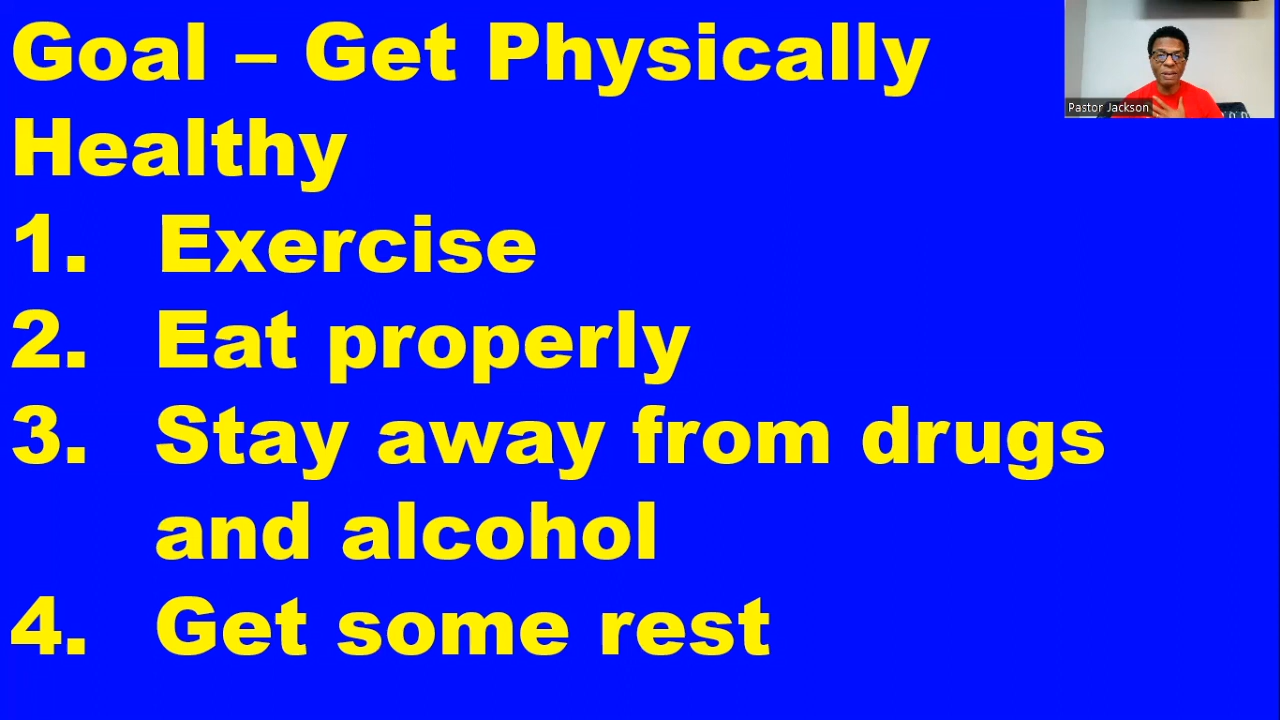 Goal – Get Physically
Healthy
1. Exercise
2. Eat properly
3. Stay away from drugs
and alcohol
4. Get some rest
Pastor Jackson